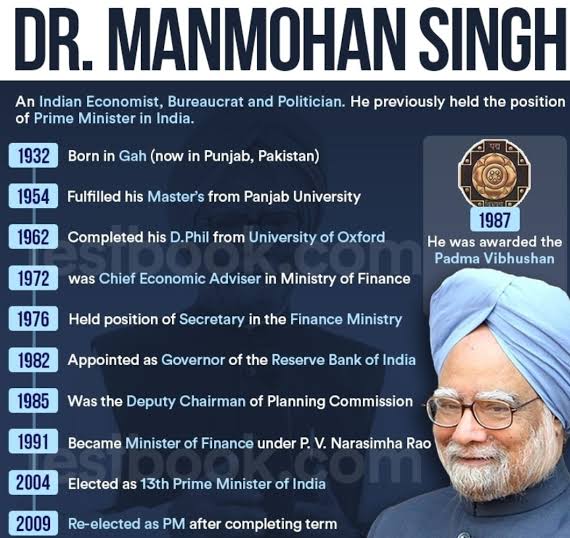 DR. MANMOHAN SINGH
An Indian Economist, Bureaucrat and Politician. He previously held the position
of Prime Minister in India.
1932 Born in Gah (now in Punjab, Pakistan)
1954 Fulfilled his Master's from Panjab University
1962 Completed his D.Phil from University of Oxford
1972 was Chief Economic Adviser in Ministry of Finance
1976 Held position of Secretary in the Finance Ministry
1982 Appointed as Governor of the Reserve Bank of India
1985 Was the Deputy Chairman of Planning Commission
1991 Became Minister of Finance under P. V. Narasimha Rao
2004 Elected as 13th Prime Minister of India
2009 Re-elected as PM after completing term
1987
He was awarded the
Padma Vibhushan
testbook.com
testbook.com